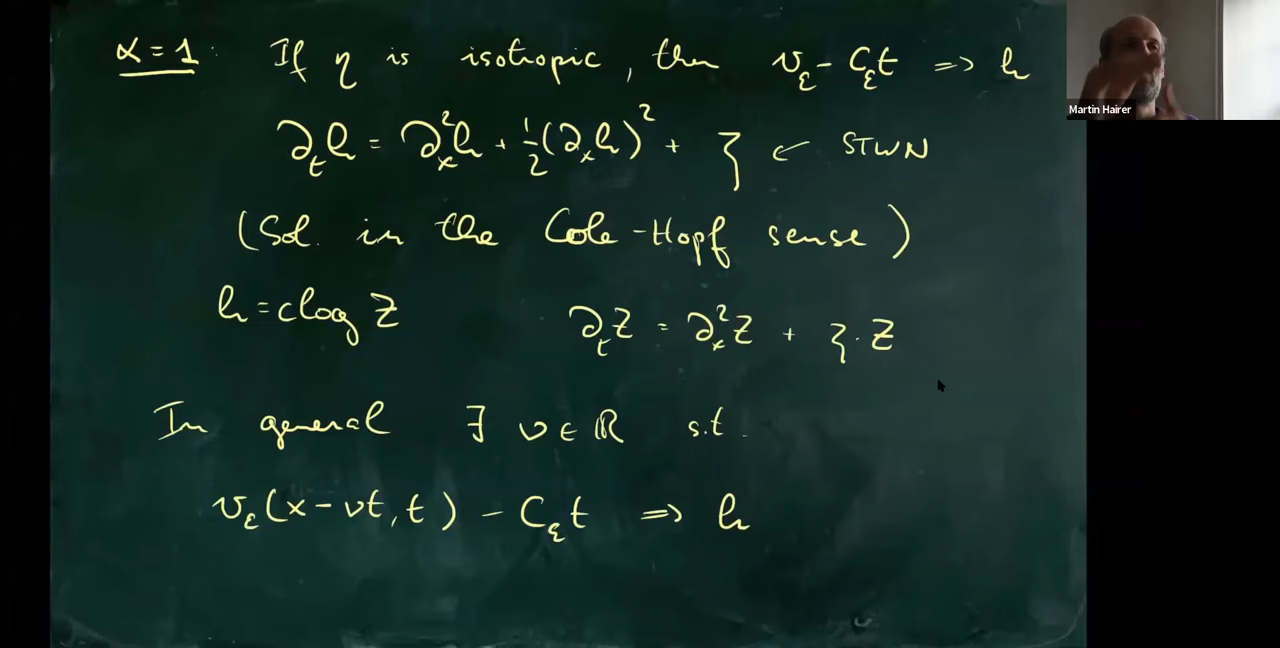 α=1: If η is isotropic, then v_ε - C_ε t => h
Martin Hairer
∂_t h = ∂_x^2 h + 1/2 (∂_x h)^2 + ξ ← STWN
(Sol. in the Cole-Hopf sense)
h = c log Z ∂_t Z = ∂_x^2 Z + ξ · Z
In general ∃ v ∈ ℝ s.t.
v_ε(x - vt, t) - C_ε t => h